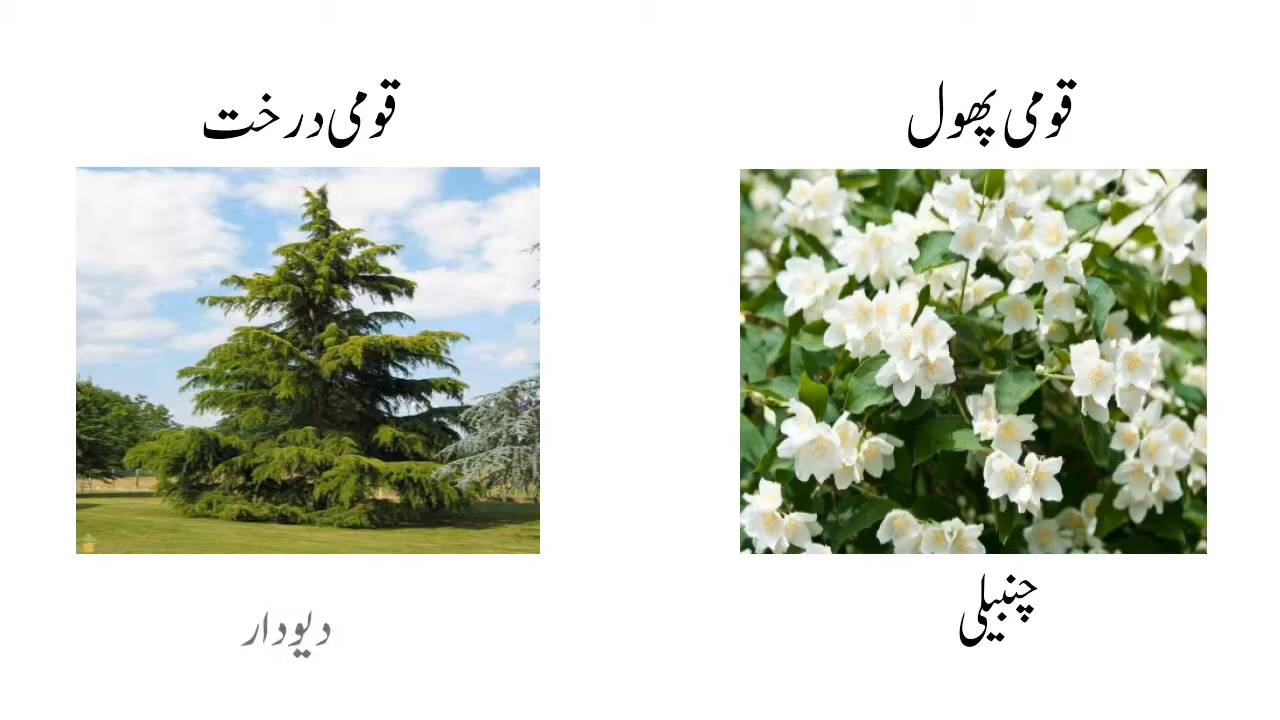 قومی پھول
قومی درخت
چنبیلی
دیودار